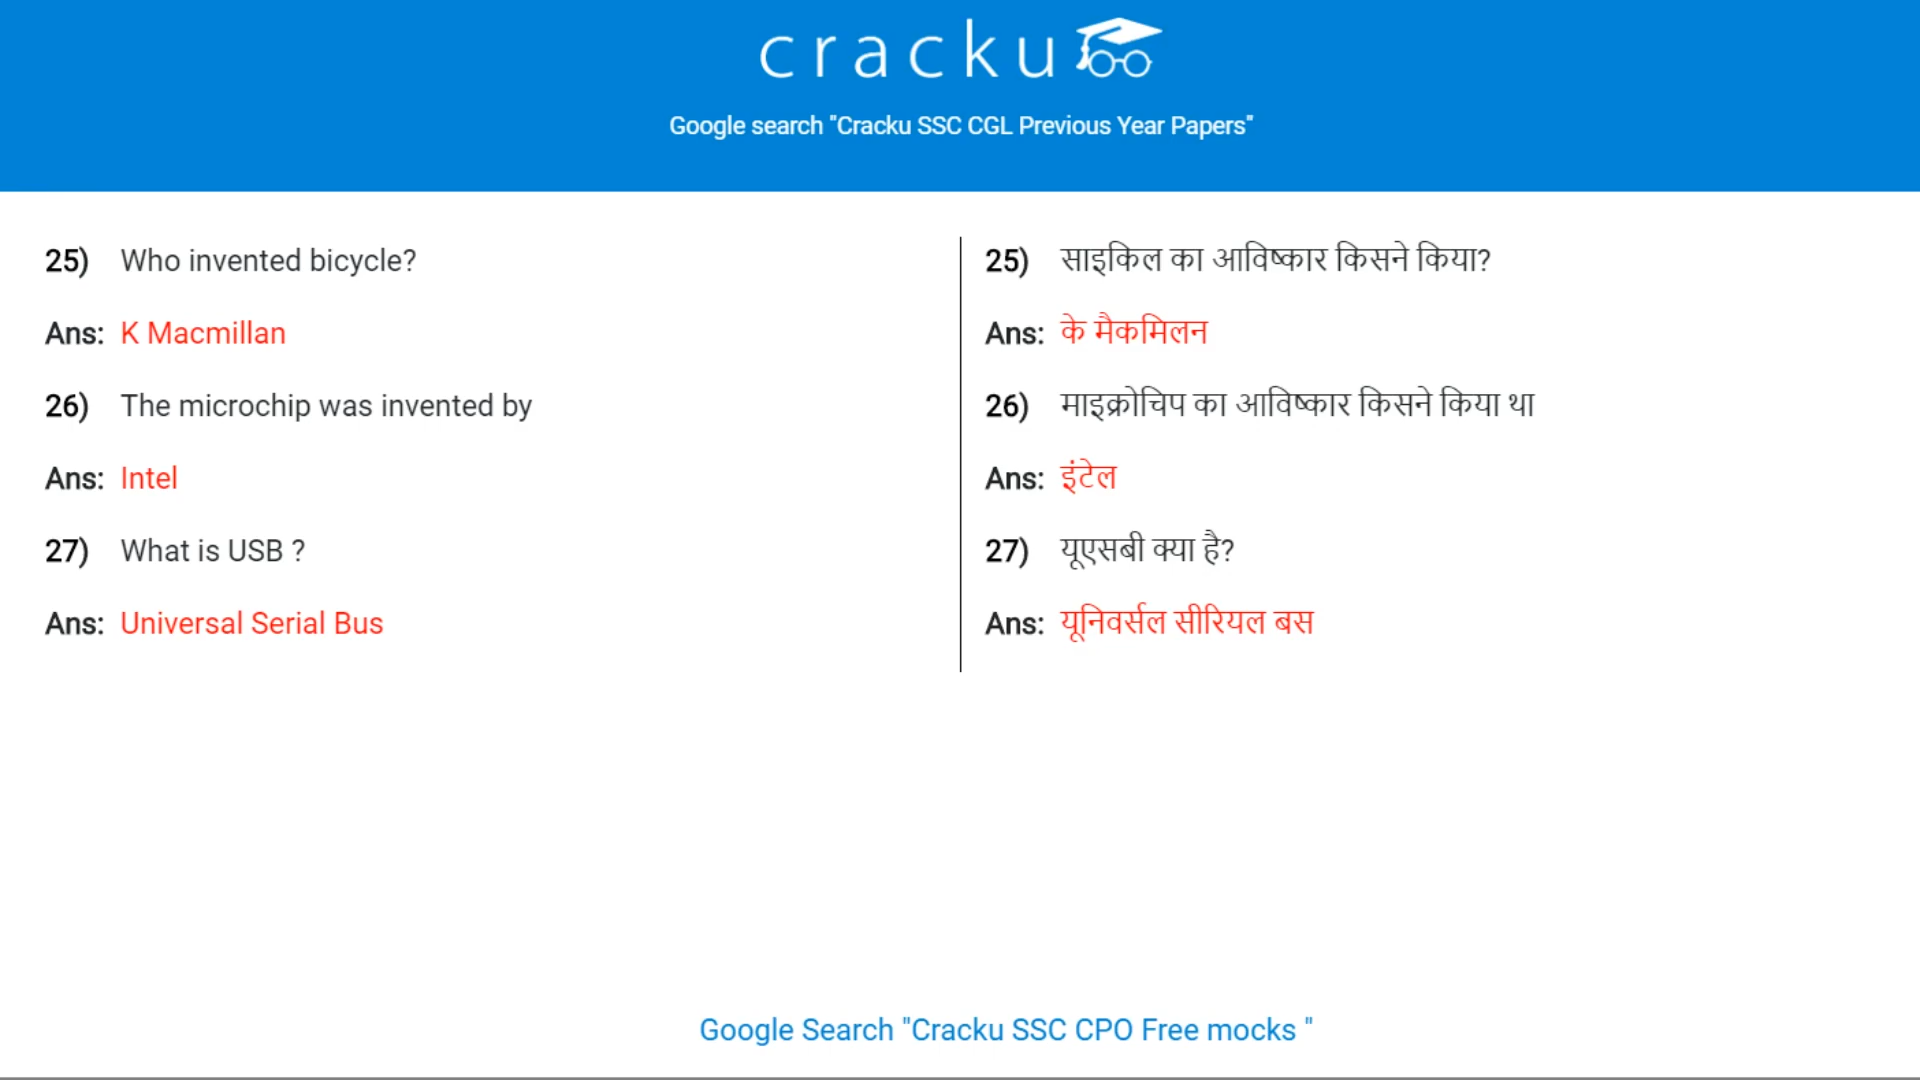 cracku
Google search "Cracku SSC CGL Previous Year Papers"
25) Who invented bicycle?
Ans: K Macmillan
26) The microchip was invented by
Ans: Intel
27) What is USB ?
Ans: Universal Serial Bus
25) साइकिल का आविष्कार किसने किया?
Ans: के मैकमिलन
26) माइक्रोचिप का आविष्कार किसने किया था
Ans: इंटेल
27) यूएसबी क्या है?
Ans: यूनिवर्सल सीरियल बस
Google Search "Cracku SSC CPO Free mocks "